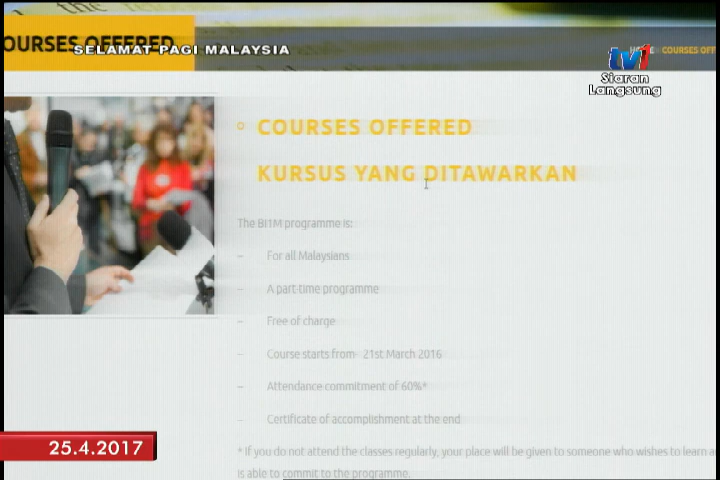 OURSES OFFERED
SELAMAT PAGI MALAYSIA
COURSES OFF
tv1
Siaran
Langsung
COURSES OFFERED
KURSUS YANG DITAWARKAN
The BITM programme is:
– For all Malaysians
– A part time programme
– Free of charge
– Course starts from- 21st March 2016
– Attendance commitment of 60%*
– Certificate of accomplishment at the end
* If you do not attend the classes regularly, your place will be given to someone who wishes to learn a
is able to commit to the programme.
25.4.2017